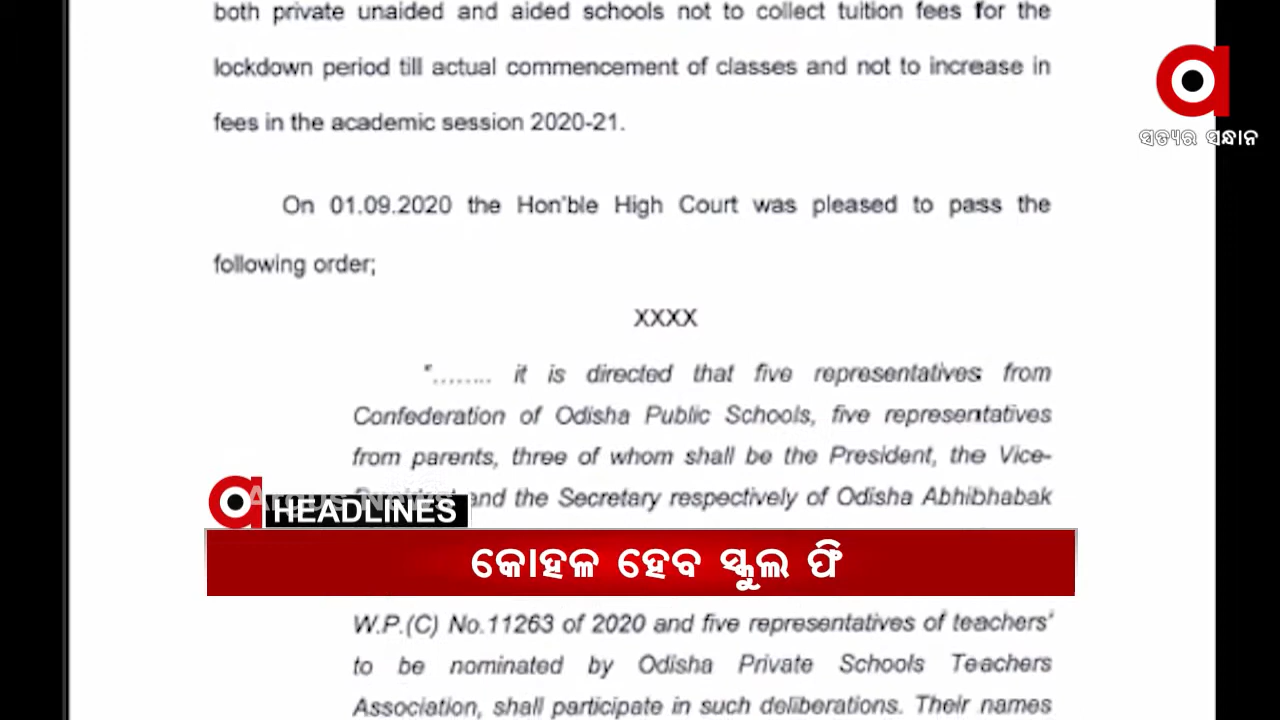 both private unaided and aided schools not to collect tuition fees for the
lockdown period till actual commencement of classes and not to increase in
fees in the academic session 2020-21.
ସତ୍ୟର ସନ୍ଧାନ
On 01.09.2020 the Hon'ble High Court was pleased to pass the
following order;
XXXX
"........ it is directed that five representatives from
Confederation of Odisha Public Schools, five representatives
from parents, three of whom shall be the President, the Vice-
and the Secretary respectively of Odisha Abhibhabak
HEADLINES
କୋହଳ ହେବ ସ୍କୁଲ ଫି
W.P.(C) No.11263 of 2020 and five representatives of teachers'
to be nominated by Odisha Private Schools Teachers
Association, shall participate in such deliberations. Their names